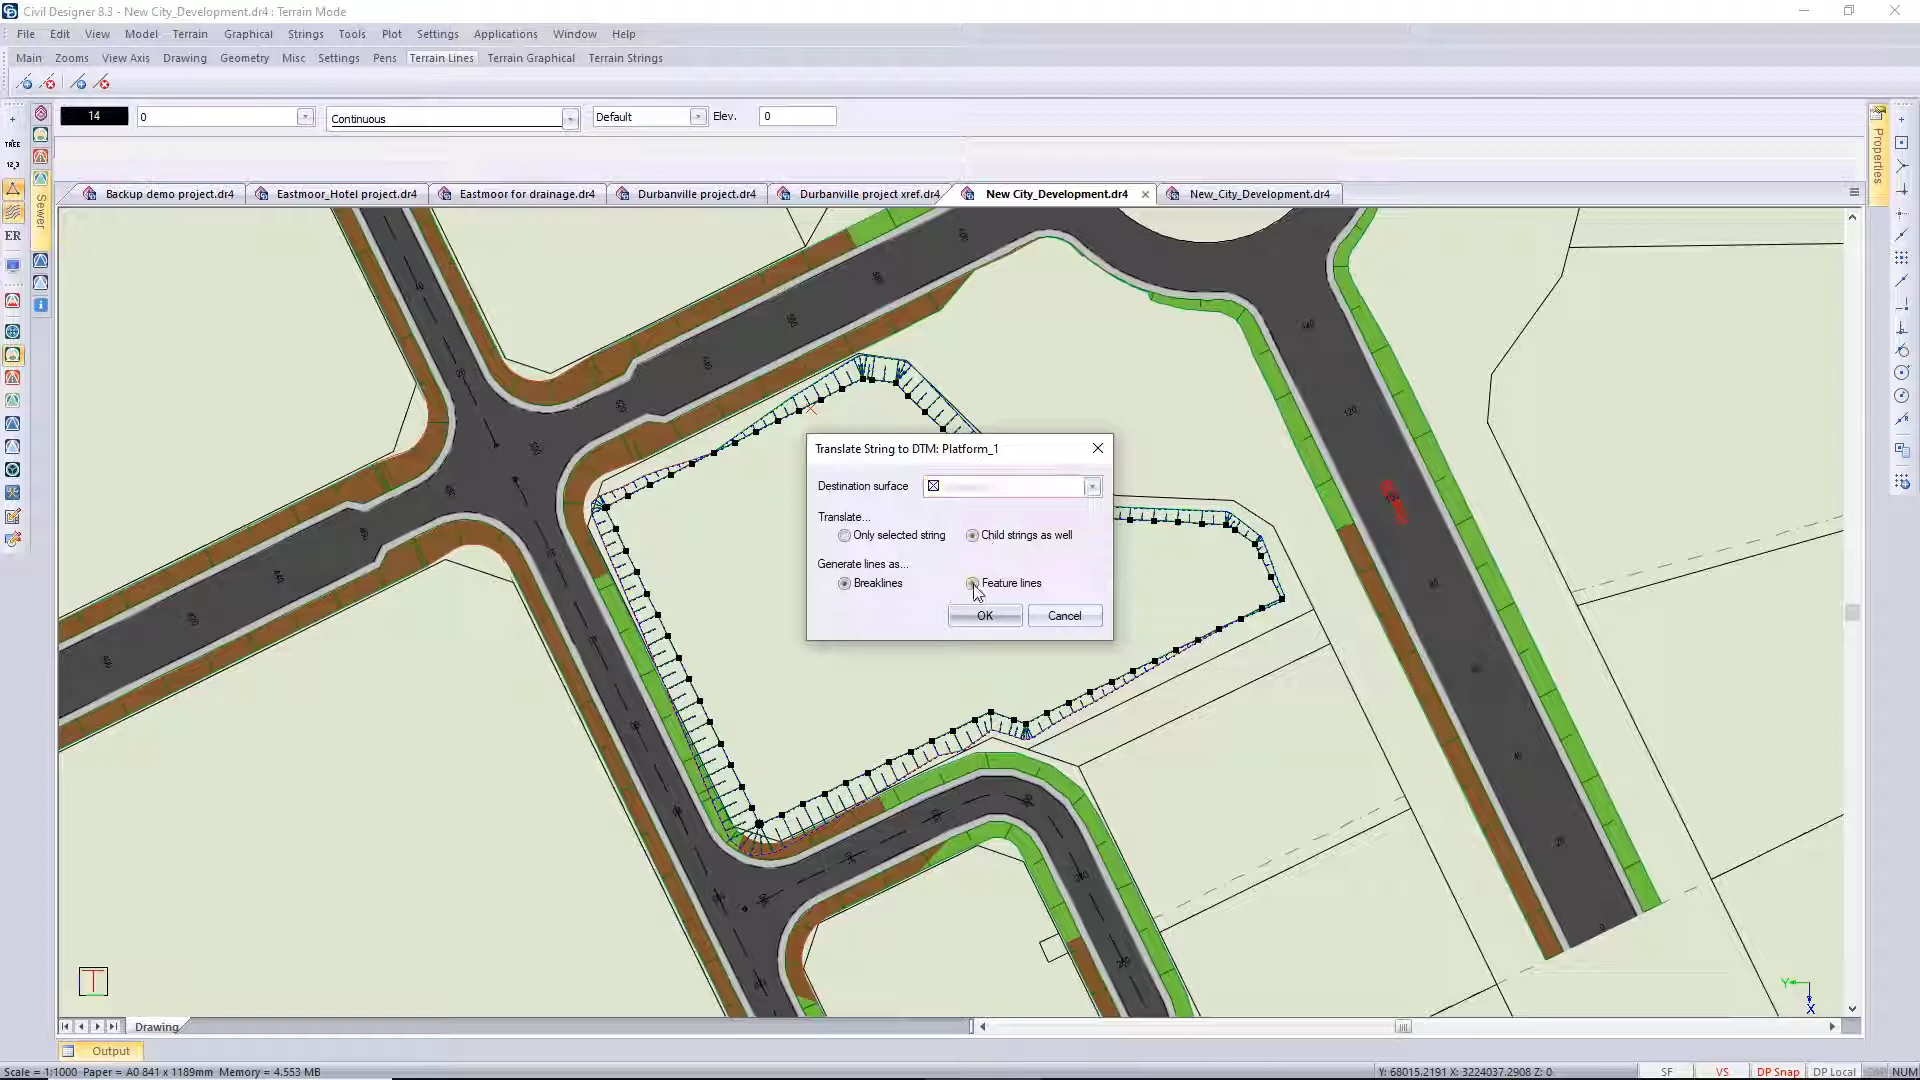 Civil Designer 8.3 - New City_Development.dr4 : Terrain Mode
File Edit View Model Terrain Graphical Strings Tools Plot Settings Applications Window Help
Main Zooms View Axis Drawing Geometry Misc Settings Pens Terrain Lines Terrain Graphical Terrain Strings
14 0 Continuous Default Elev. 0
TREE
ER
Sewer
Properties
Backup demo project.dr4 Eastmoor_Hotel project.dr4 Eastmoor for drainage.dr4 Durbanville project.dr4 Durbanville project xref.dr4 New City_Development.dr4 New_City_Development.dr4
Translate String to DTM: Platform_1
Destination surface
Translate...
Only selected string Child strings as well
Generate lines as...
Breaklines Feature lines
OK Cancel
T
Y
X
Drawing
Output
Scale = 1:1000 Paper = A0 841 x 1189mm Memory = 4.553 MB Y: 68015.2191 X: 3224037.2908 Z: 0 SF VS DP Snap DP Local CAP NUM